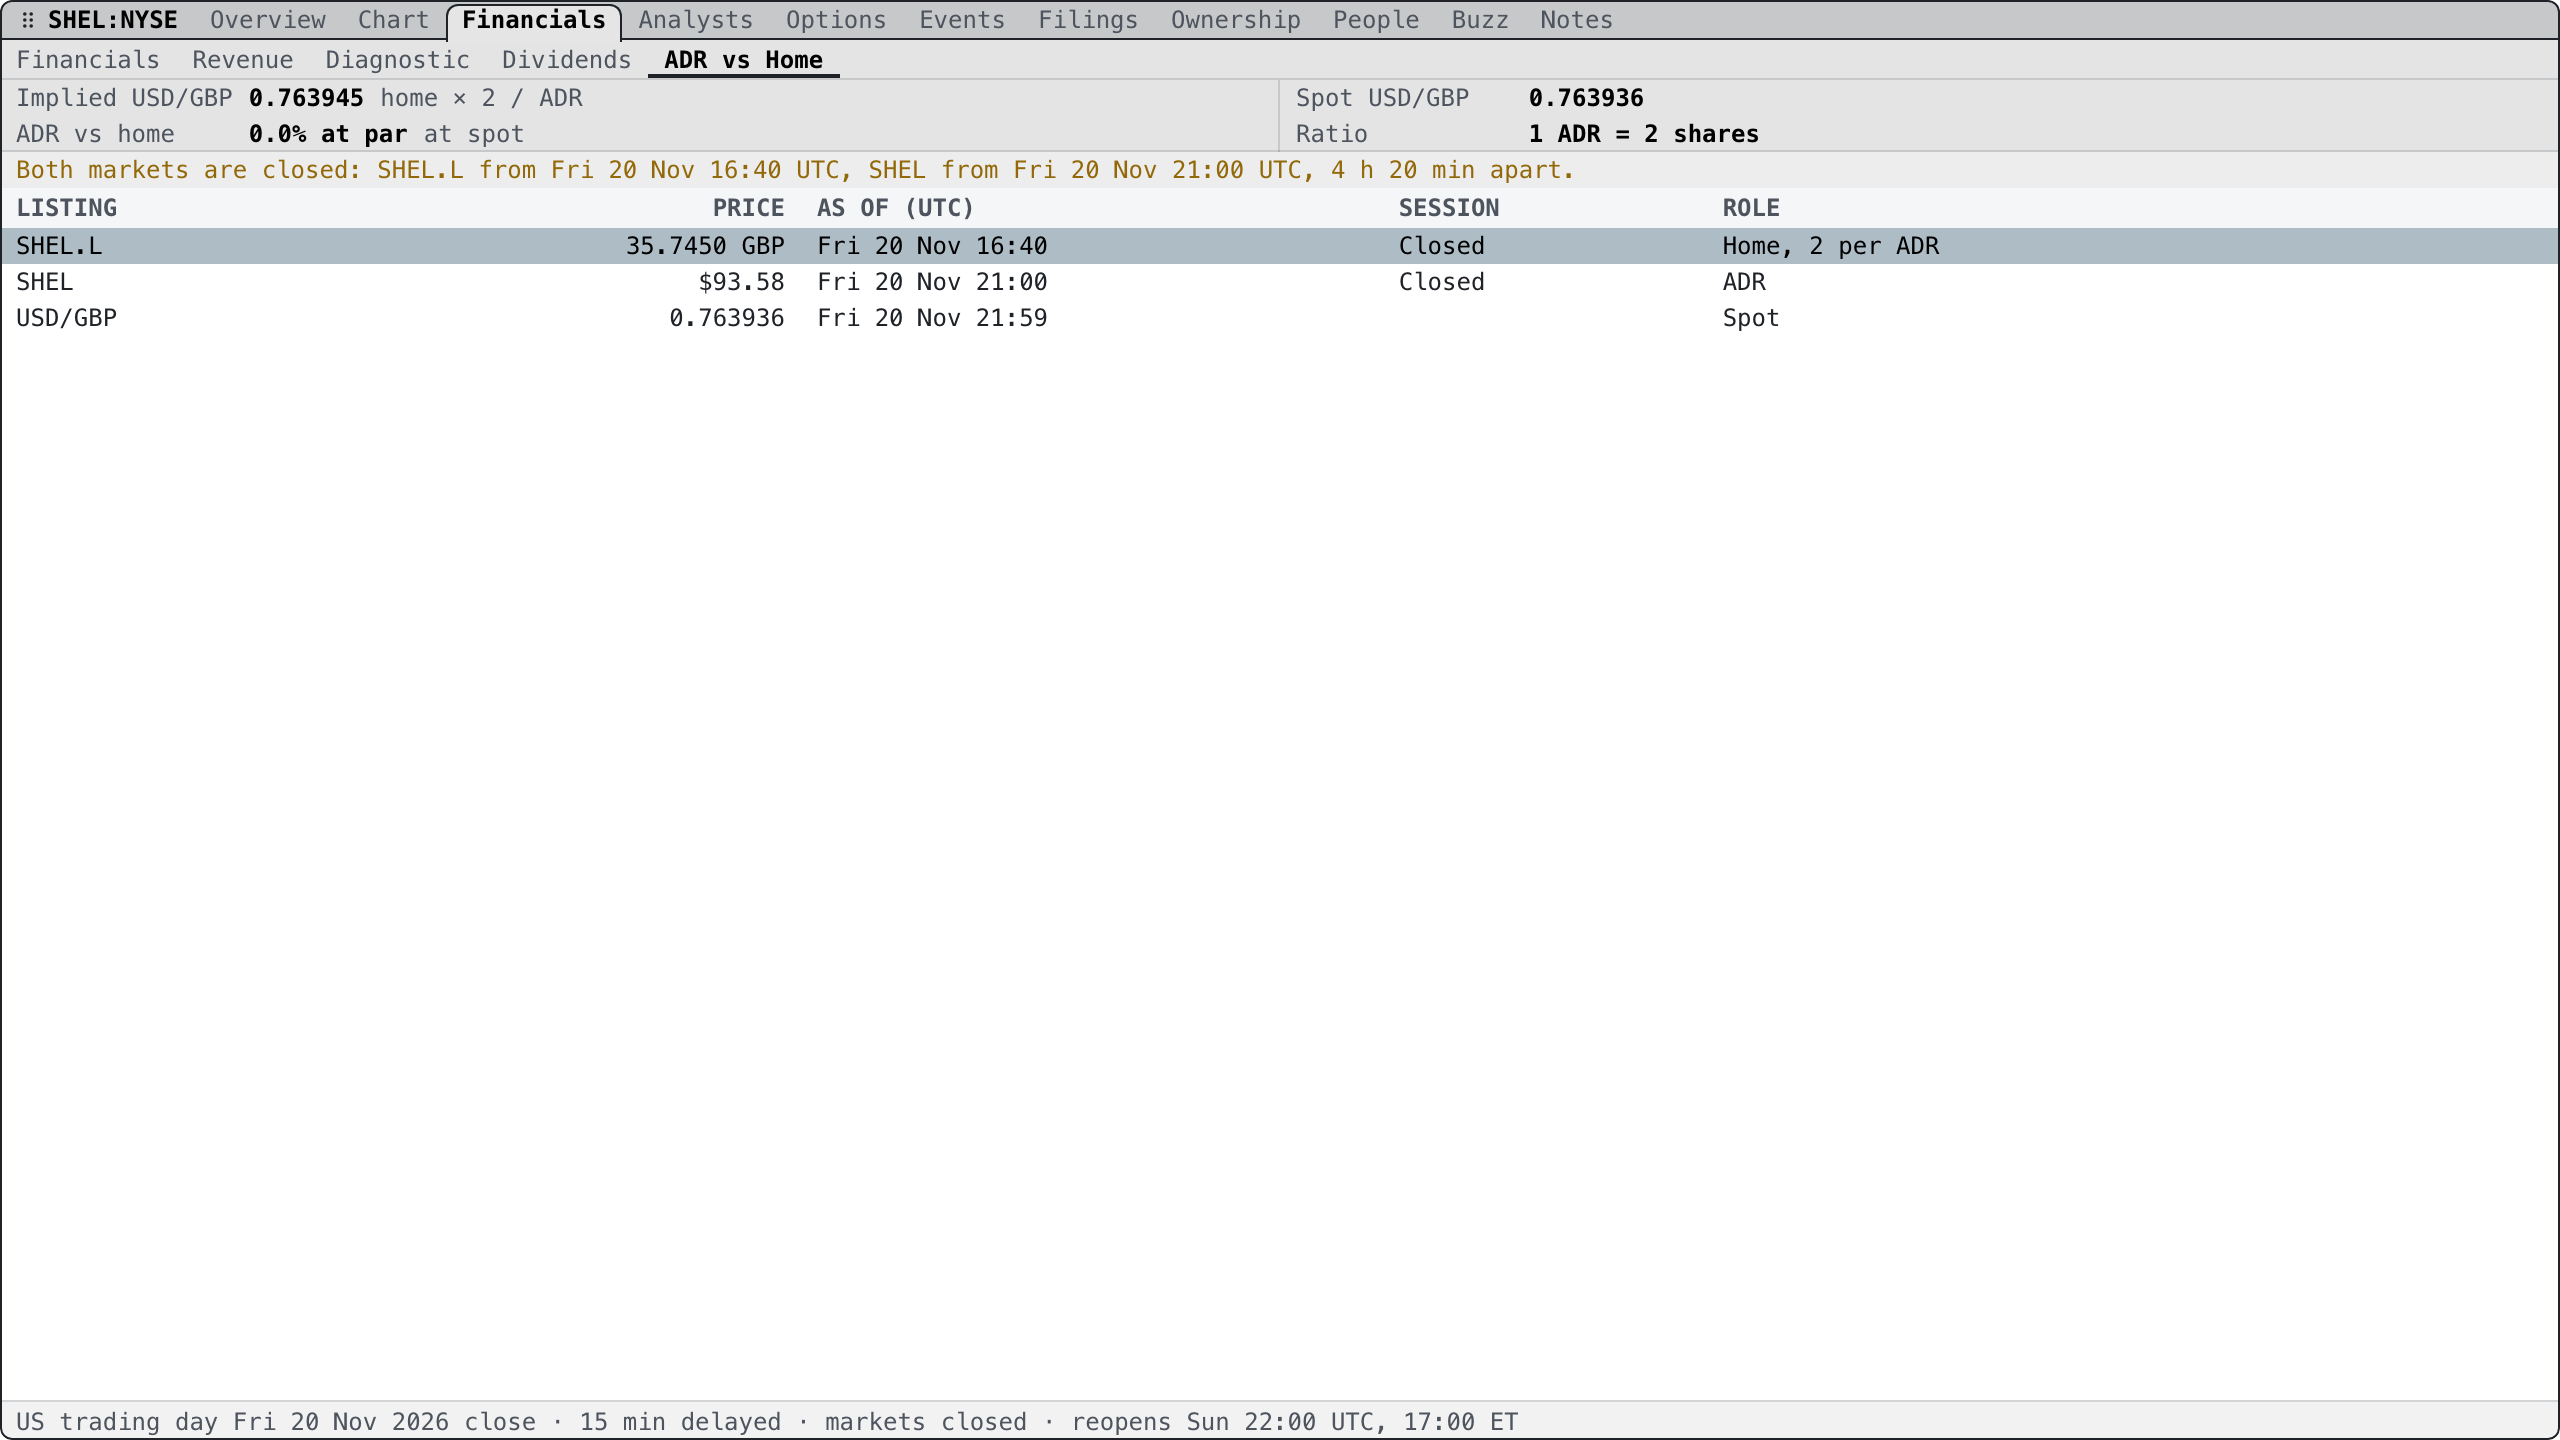 SHEL:NYSE Overview Chart Financials Analysts Options Events Filings Ownership People Buzz Notes
Financials Revenue Diagnostic Dividends ADR vs Home
Implied USD/GBP 0.763945 home × 2 / ADR Spot USD/GBP 0.763936
ADR vs home 0.0% at par at spot Ratio 1 ADR = 2 shares
Both markets are closed: SHEL.L from Fri 20 Nov 16:40 UTC, SHEL from Fri 20 Nov 21:00 UTC, 4 h 20 min apart.
LISTING PRICE AS OF (UTC) SESSION ROLE
SHEL.L 35.7450 GBP Fri 20 Nov 16:40 Closed Home, 2 per ADR
SHEL $93.58 Fri 20 Nov 21:00 Closed ADR
USD/GBP 0.763936 Fri 20 Nov 21:59 Spot
US trading day Fri 20 Nov 2026 close · 15 min delayed · markets closed · reopens Sun 22:00 UTC, 17:00 ET